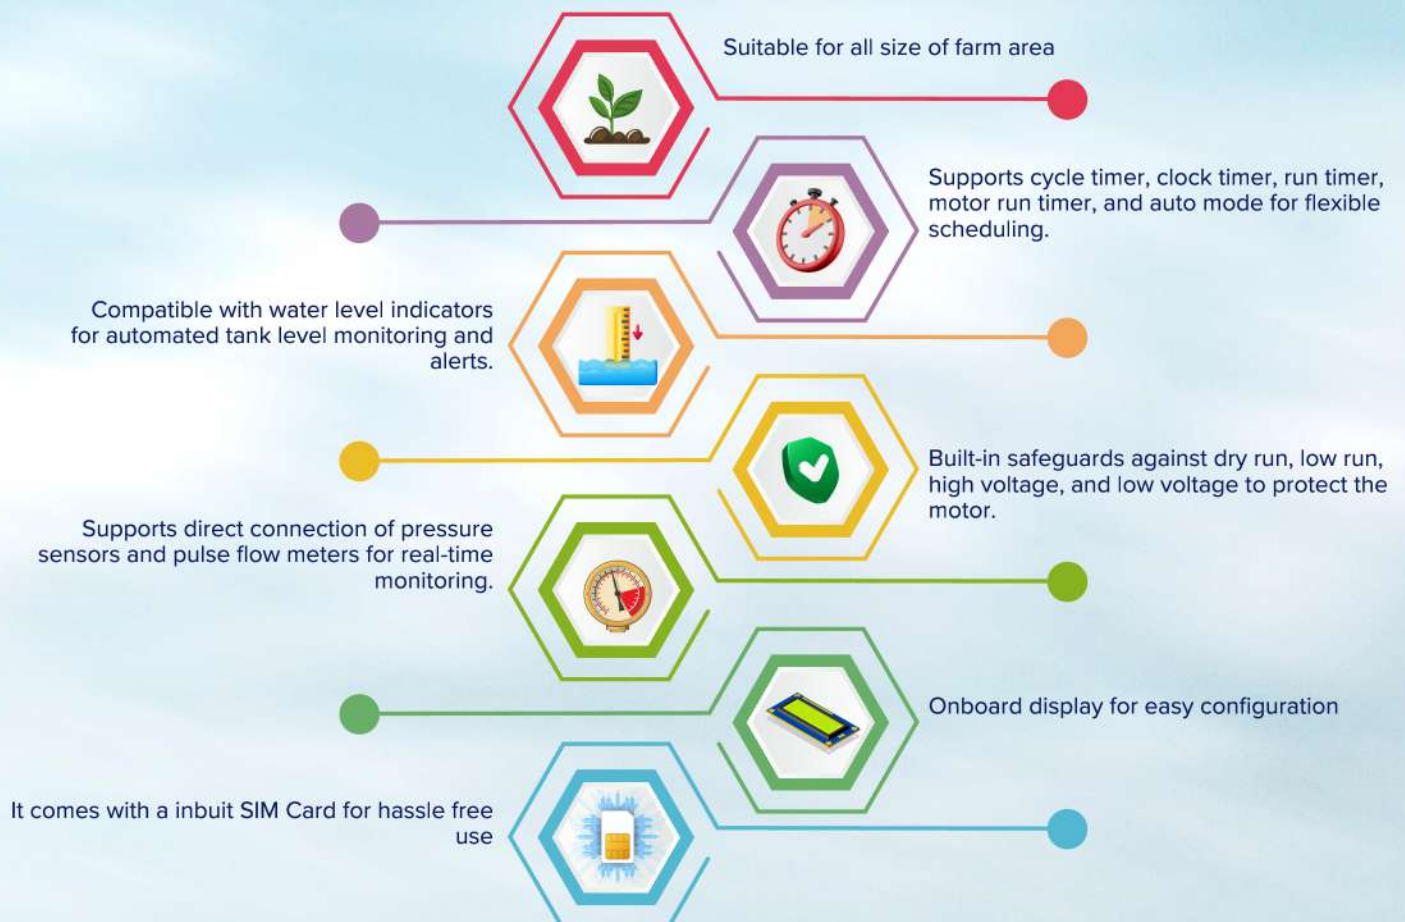 Suitable for all size of farm area
Supports cycle timer, clock timer, run timer,
motor run timer, and auto mode for flexible
scheduling.
Compatible with water level indicators
for automated tank level monitoring and
alerts.
Built-in safeguards against dry run, low run,
high voltage, and low voltage to protect the
motor.
Supports direct connection of pressure
sensors and pulse flow meters for real-time
monitoring.
Onboard display for easy configuration
It comes with a inbuit SIM Card for hassle free
use